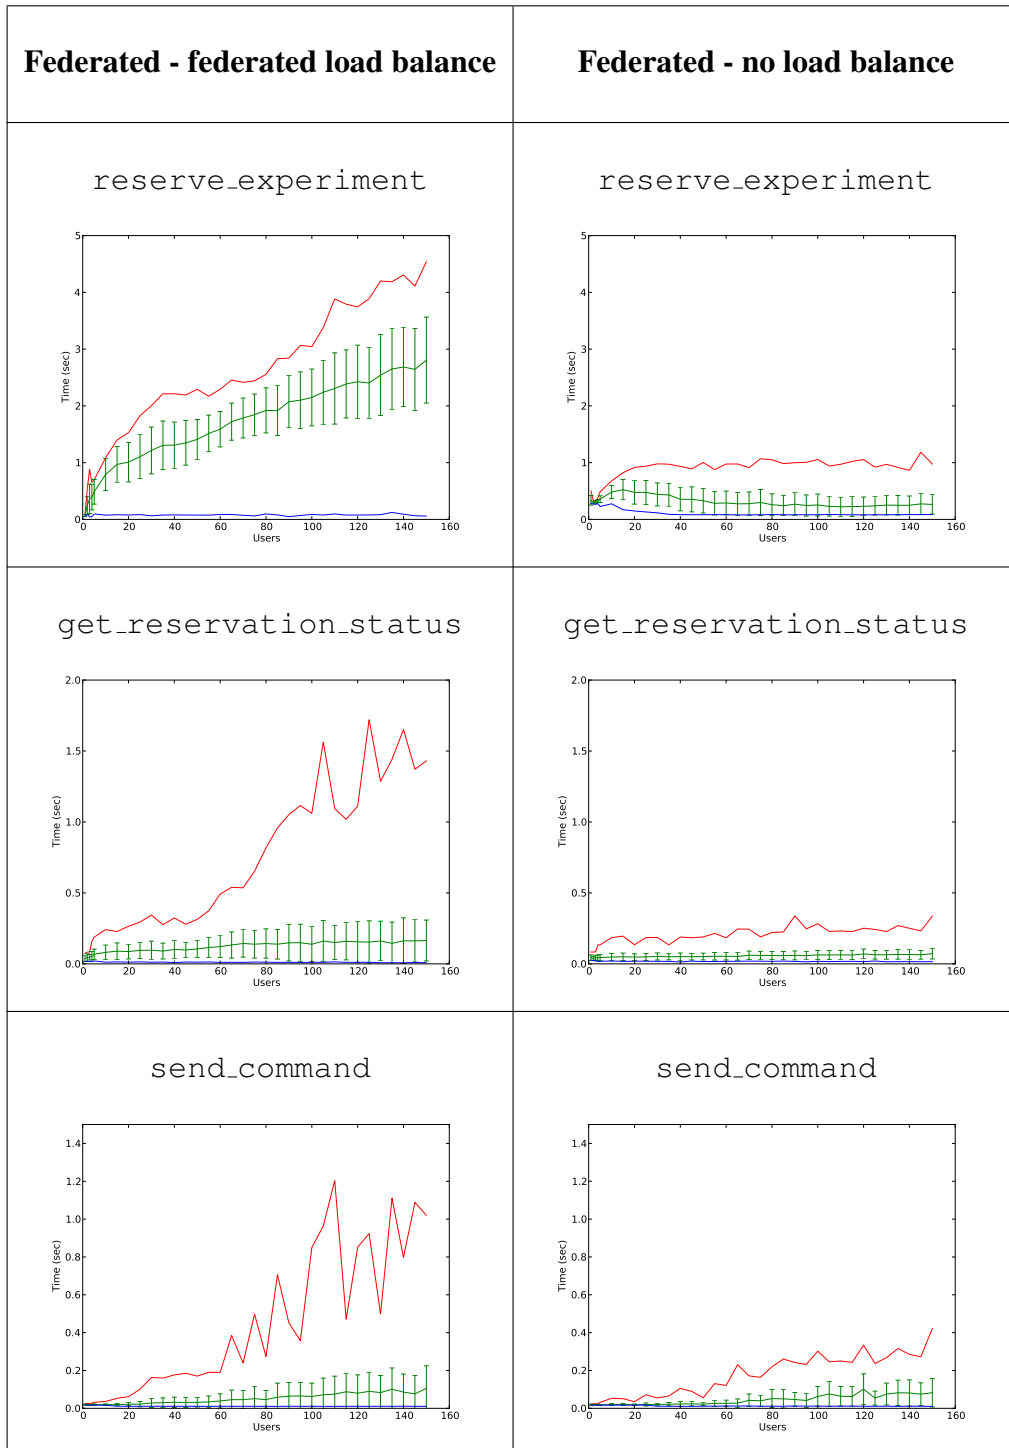 Federated - federated load balance
Federated - no load balance
reserve_experiment
5
4
3
2
1
0
Time (sec)
0 20 40 60 80 100 120 140 160
Users
reserve_experiment
5
4
3
2
1
0
Time (sec)
0 20 40 60 80 100 120 140 160
Users
get_reservation_status
2.0
1.5
1.0
0.5
0.0
Time (sec)
0 20 40 60 80 100 120 140 160
Users
get_reservation_status
2.0
1.5
1.0
0.5
0.0
Time (sec)
0 20 40 60 80 100 120 140 160
Users
send_command
1.4
1.2
1.0
0.8
0.6
0.4
0.2
0.0
Time (sec)
0 20 40 60 80 100 120 140 160
Users
send_command
1.4
1.2
1.0
0.8
0.6
0.4
0.2
0.0
Time (sec)
0 20 40 60 80 100 120 140 160
Users